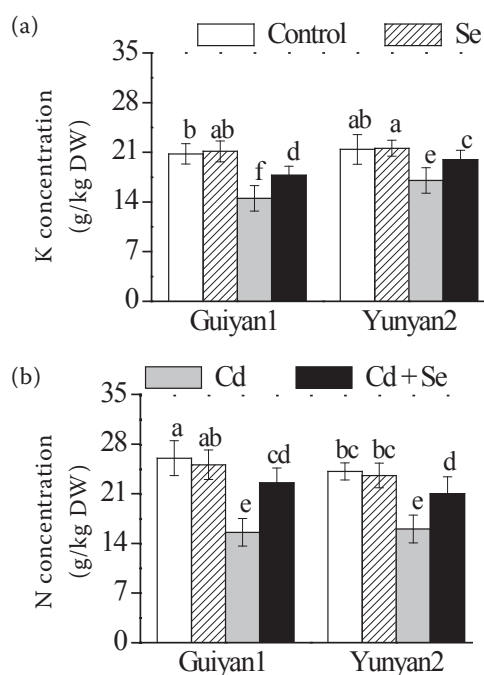 (a)
Control Se
K concentration
(g/kg DW)
35
28
21
14
7
0
b ab f d ab a e c
Guiyan1 Yunyan2
(b)
Cd Cd + Se
N concentration
(g/kg DW)
35
28
21
14
7
0
a ab e cd bc bc e d
Guiyan1 Yunyan2